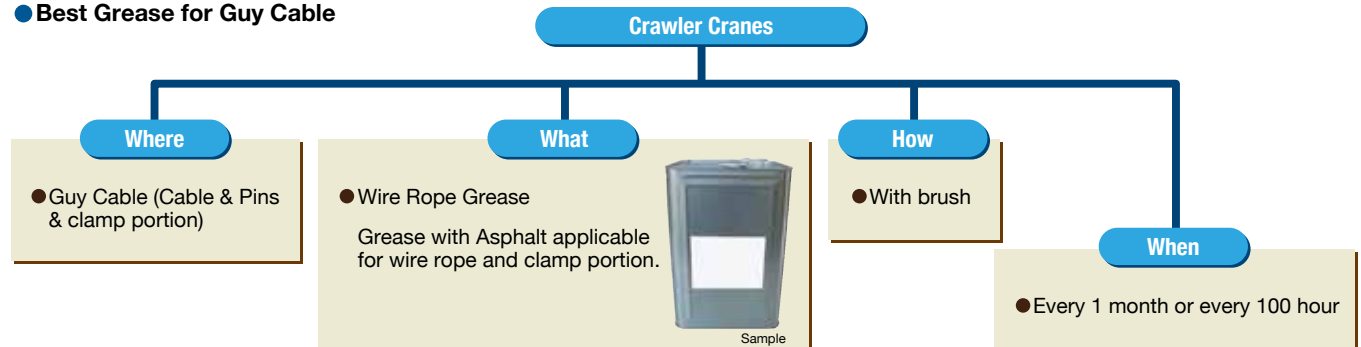 ● Best Grease for Guy Cable
Crawler Cranes
Where
● Guy Cable (Cable & Pins
& clamp portion)
What
● Wire Rope Grease
Grease with Asphalt applicable
for wire rope and clamp portion.
Sample
How
● With brush
When
● Every 1 month or every 100 hour